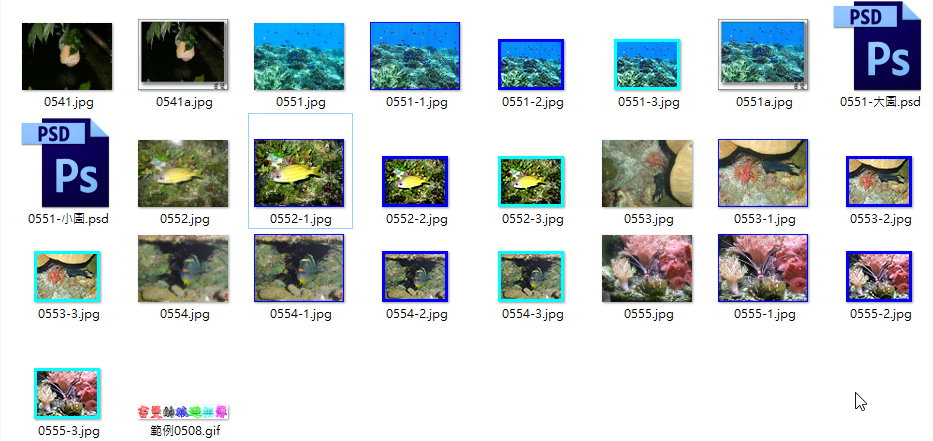 0541.jpg
0541a.jpg
0551.jpg
0551-1.jpg
0551-2.jpg
0551-3.jpg
0551a.jpg
PSD
Ps
0551-大圖.psd
PSD
Ps
0551-小圖.psd
0552.jpg
0552-1.jpg
0552-2.jpg
0552-3.jpg
0553.jpg
0553-1.jpg
0553-2.jpg
0553-3.jpg
0554.jpg
0554-1.jpg
0554-2.jpg
0554-3.jpg
0555.jpg
0555-1.jpg
0555-2.jpg
0555-3.jpg
範例0508.gif